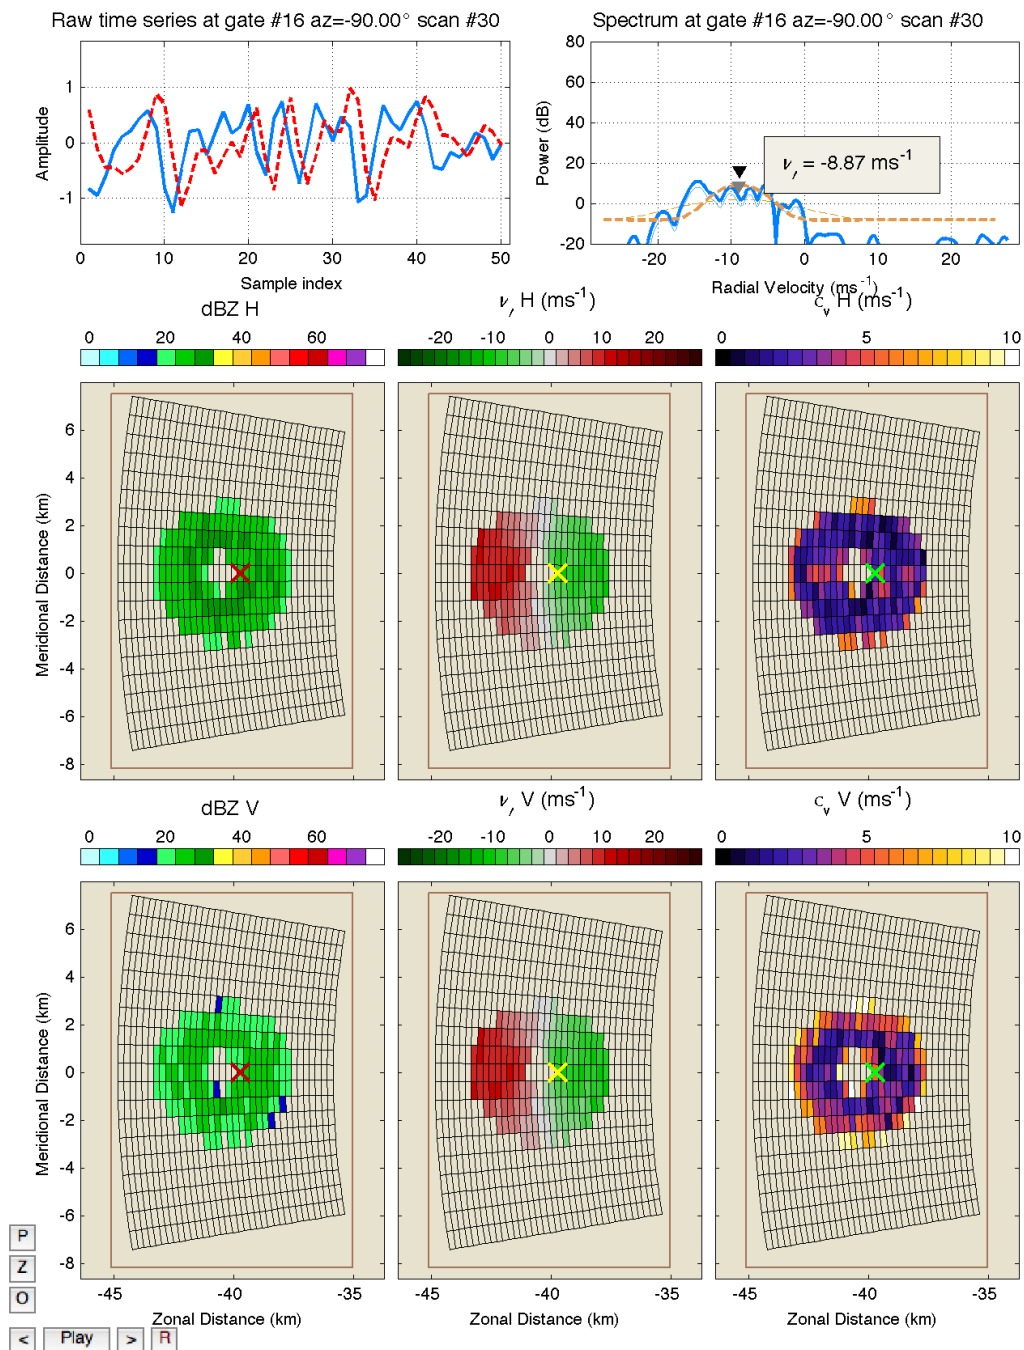 Raw time series at gate #16 az=-90.00° scan #30
Spectrum at gate #16 az=-90.00° scan #30
Amplitude
1
0
-1
0 10 20 30 40 50
Sample index
Power (dB)
80
60
40
20
0
-20
-20 -10 0 10 20
Radial Velocity (ms-1)
νr = -8.87 ms-1
dBZ H
0 20 40 60
νr H (ms-1)
-20 -10 0 10 20
σv H (ms-1)
0 5 10
Meridional Distance (km)
6
4
2
0
-2
-4
-6
-8
dBZ V
0 20 40 60
νr V (ms-1)
-20 -10 0 10 20
σv V (ms-1)
0 5 10
Meridional Distance (km)
6
4
2
0
-2
-4
-6
-8
-45 -40 -35
-45 -40 -35
-45 -40 -35
Zonal Distance (km)
Zonal Distance (km)
Zonal Distance (km)
P
Z
O
< Play > R